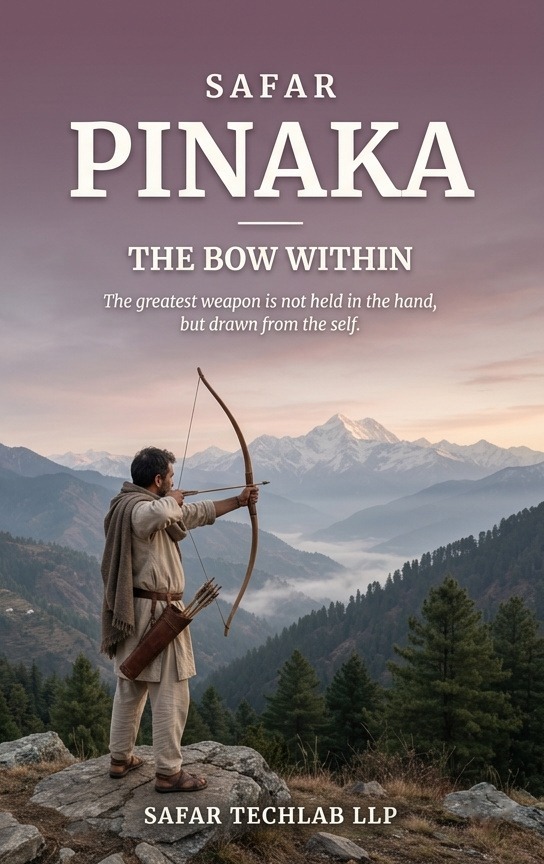 SAFAR
PINAKA
THE BOW WITHIN
The greatest weapon is not held in the hand,
but drawn from the self.
SAFAR TECHLAB LLP